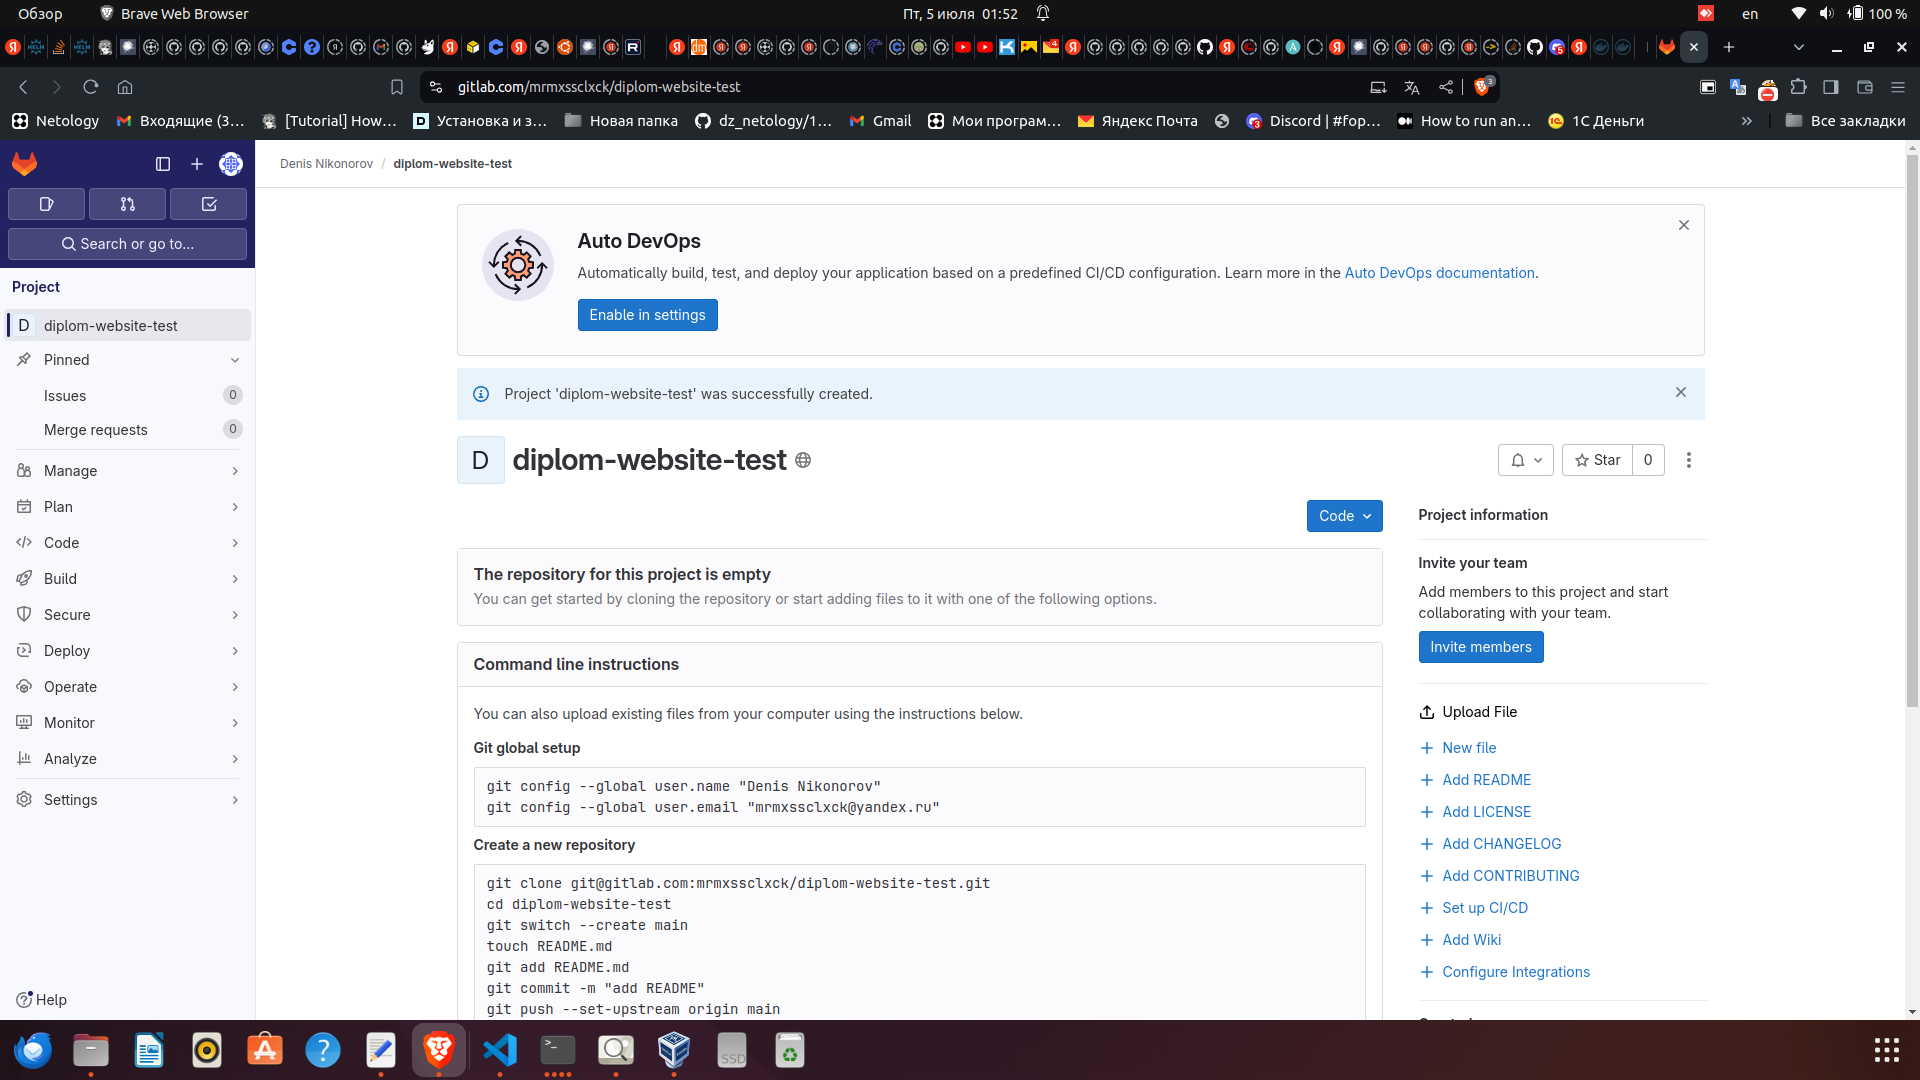 Обзор
Brave Web Browser
Пт, 5 июля 01:52
en
100 %
gitlab.com/mrmxssclxck/diplom-website-test
3
Netology
Входящие (3…
[Tutorial] How…
Установка и з…
Новая папка
dz_netology/1…
Gmail
Мои програм…
Яндекс Почта
Discord | #fop…
How to run an…
1С Деньги
Все закладки
Denis Nikonorov / diplom-website-test
Search or go to…
Project
D diplom-website-test
Pinned
Issues 0
Merge requests 0
Manage
Plan
Code
Build
Secure
Deploy
Operate
Monitor
Analyze
Settings
Help
Auto DevOps
Automatically build, test, and deploy your application based on a predefined CI/CD configuration. Learn more in the Auto DevOps documentation.
Enable in settings
Project 'diplom-website-test' was successfully created.
D diplom-website-test
Star 0
Code
The repository for this project is empty
You can get started by cloning the repository or start adding files to it with one of the following options.
Command line instructions
You can also upload existing files from your computer using the instructions below.
Git global setup
git config --global user.name "Denis Nikonorov"
git config --global user.email "mrmxssclxck@yandex.ru"
Create a new repository
git clone git@gitlab.com:mrmxssclxck/diplom-website-test.git
cd diplom-website-test
git switch --create main
touch README.md
git add README.md
git commit -m "add README"
git push --set-upstream origin main
Project information
Invite your team
Add members to this project and start
collaborating with your team.
Invite members
Upload File
New file
Add README
Add LICENSE
Add CHANGELOG
Add CONTRIBUTING
Set up CI/CD
Add Wiki
Configure Integrations
SSD